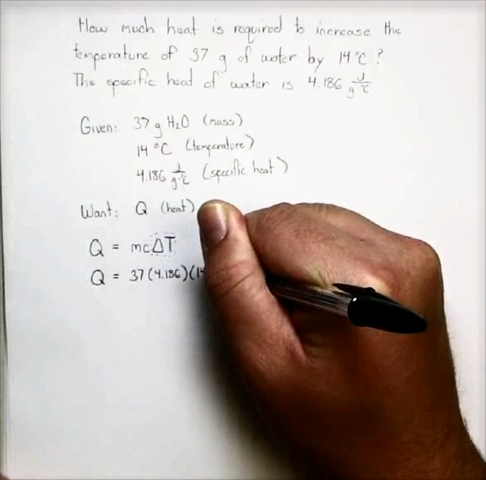 How much heat is required to increase the
temperature of 37 g of water by 14°C ?
The specific heat of water is 4.186 J/g·°C
Given: 37 g H₂O (mass)
14 °C (temperature)
4.186 J/g·°C (specific heat)
Want: Q (heat)
Q = mcΔT
Q = 37(4.186)(14